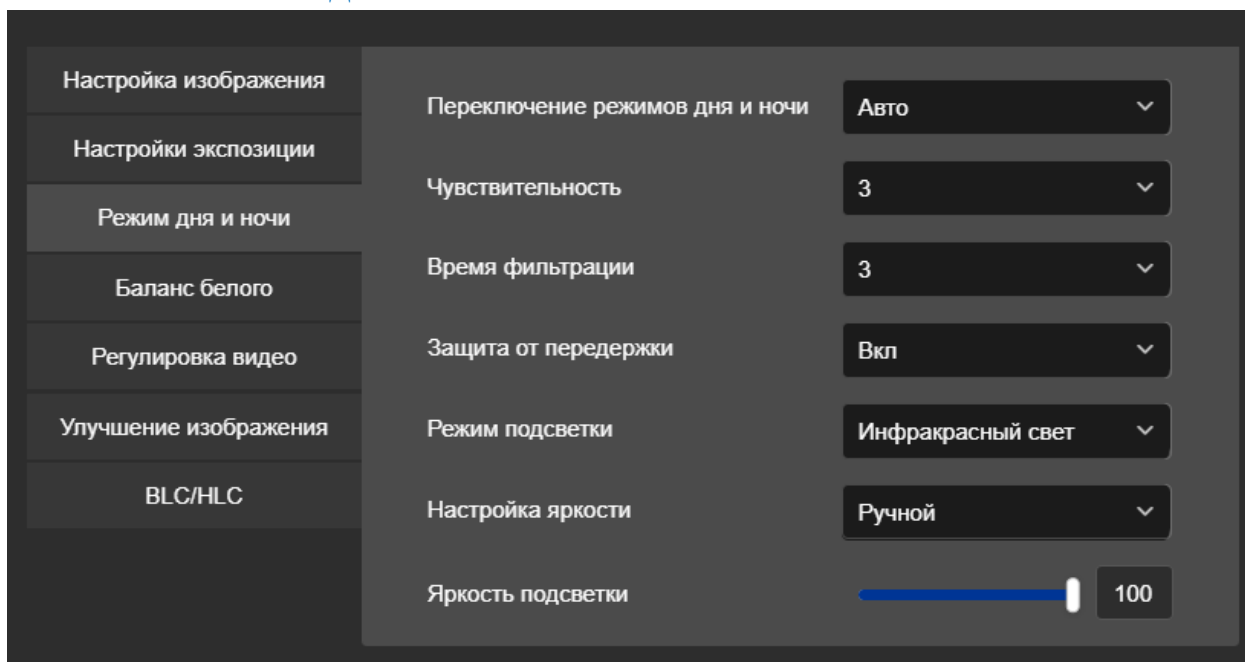 Настройка изображения
Настройки экспозиции
Режим дня и ночи
Баланс белого
Регулировка видео
Улучшение изображения
BLC/HLC
Переключение режимов дня и ночи Авто
Чувствительность 3
Время фильтрации 3
Защита от передержки Вкл
Режим подсветки Инфракрасный свет
Настройка яркости Ручной
Яркость подсветки 100